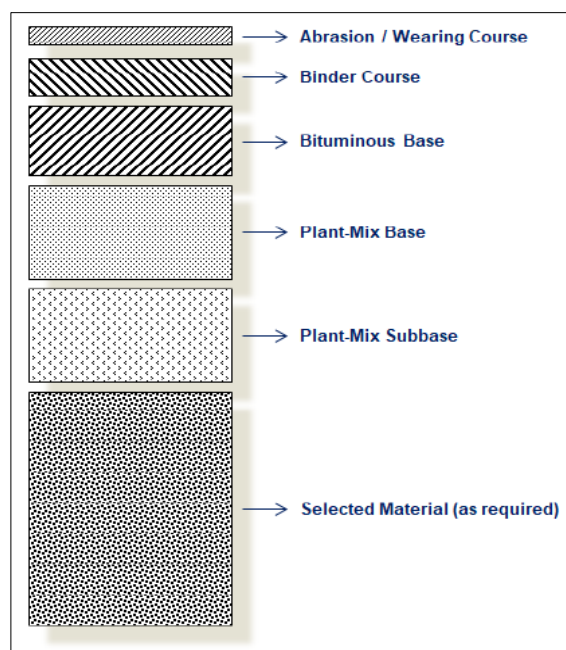 Abrasion / Wearing Course
Binder Course
Bituminous Base
Plant-Mix Base
Plant-Mix Subbase
Selected Material (as required)